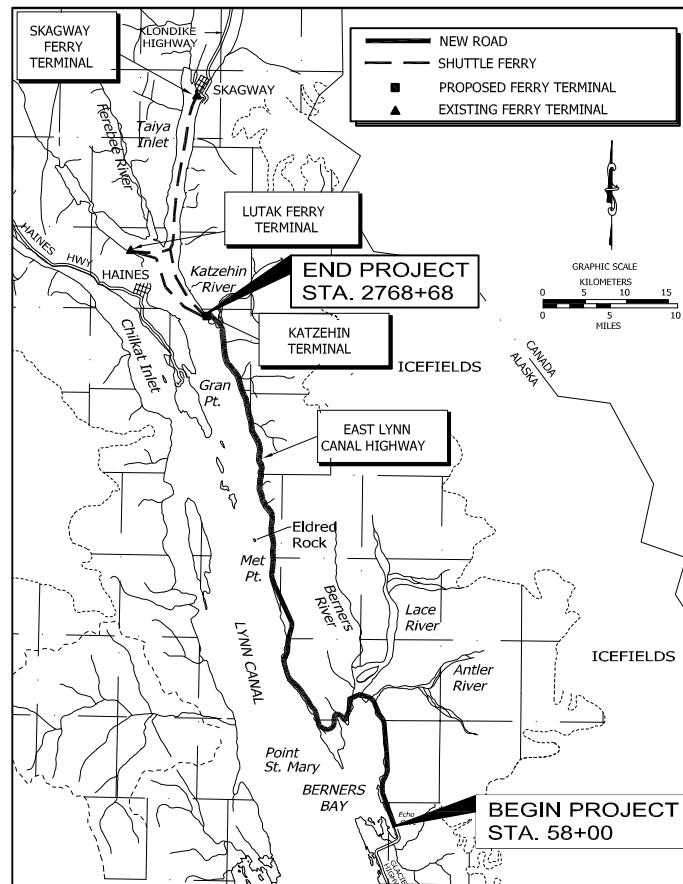 SKAGWAY
FERRY
TERMINAL
KLONDIKE
HIGHWAY
SKAGWAY
NEW ROAD
SHUTTLE FERRY
PROPOSED FERRY TERMINAL
EXISTING FERRY TERMINAL
Taiya
Inlet
Ferebee River
LUTAK FERRY
TERMINAL
HAINES
HWY
HAINES
Katzehin
River
END PROJECT
STA. 2768+68
GRAPHIC SCALE
KILOMETERS
0 5 10 15
0 5 10
MILES
KATZEHIN
TERMINAL
CANADA
ALASKA
ICEFIELDS
Chilkat Inlet
Gran
Pt.
EAST LYNN
CANAL HIGHWAY
Eldred
Rock
Met
Pt.
Berners
River
Lace
River
LYNN CANAL
Antler
River
ICEFIELDS
Point
St. Mary
BERNERS
BAY
Echo
BEGIN PROJECT
STA. 58+00